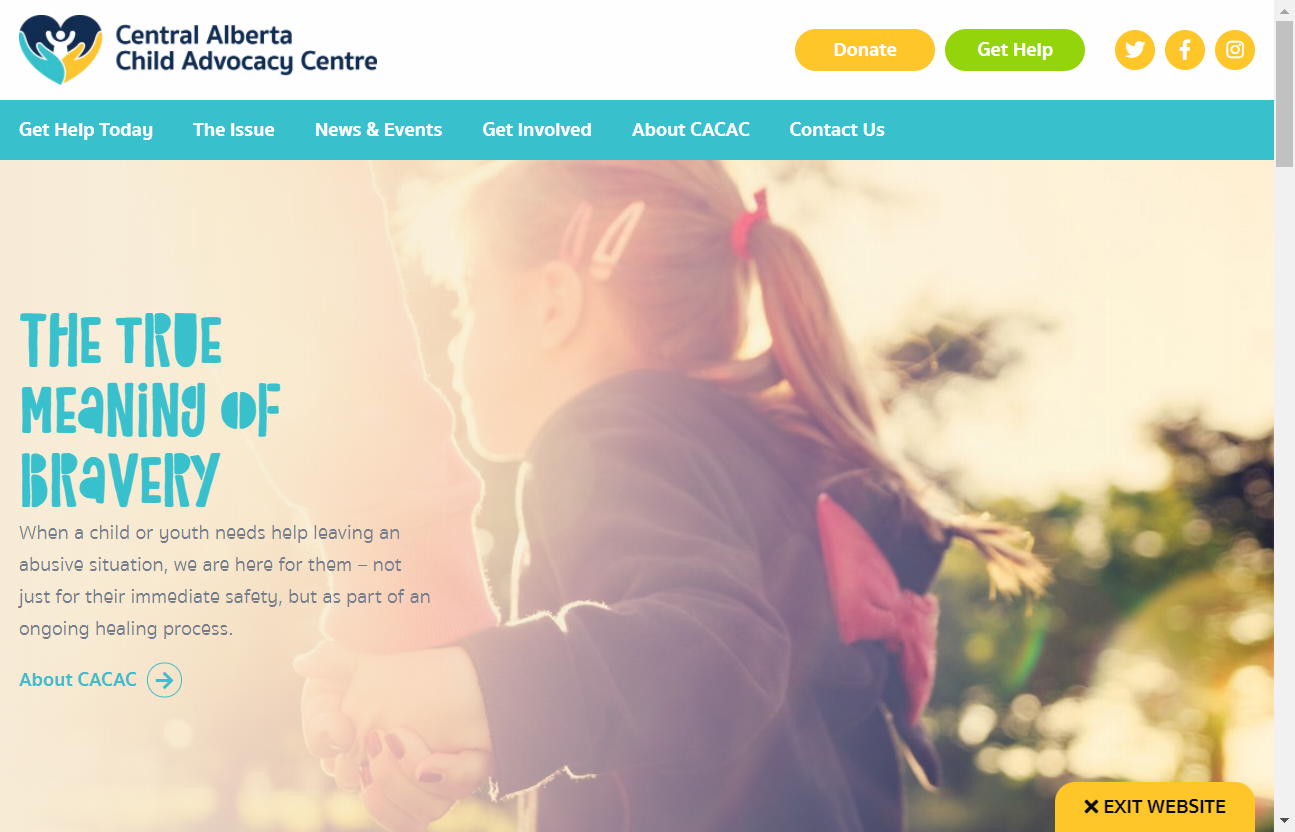 Central Alberta
Child Advocacy Centre
Donate
Get Help
Get Help Today
The Issue
News & Events
Get Involved
About CACAC
Contact Us
THE TRUE
MEaNiNg OF
BRaVERY
When a child or youth needs help leaving an
abusive situation, we are here for them – not
just for their immediate safety, but as part of an
ongoing healing process.
About CACAC
EXIT WEBSITE